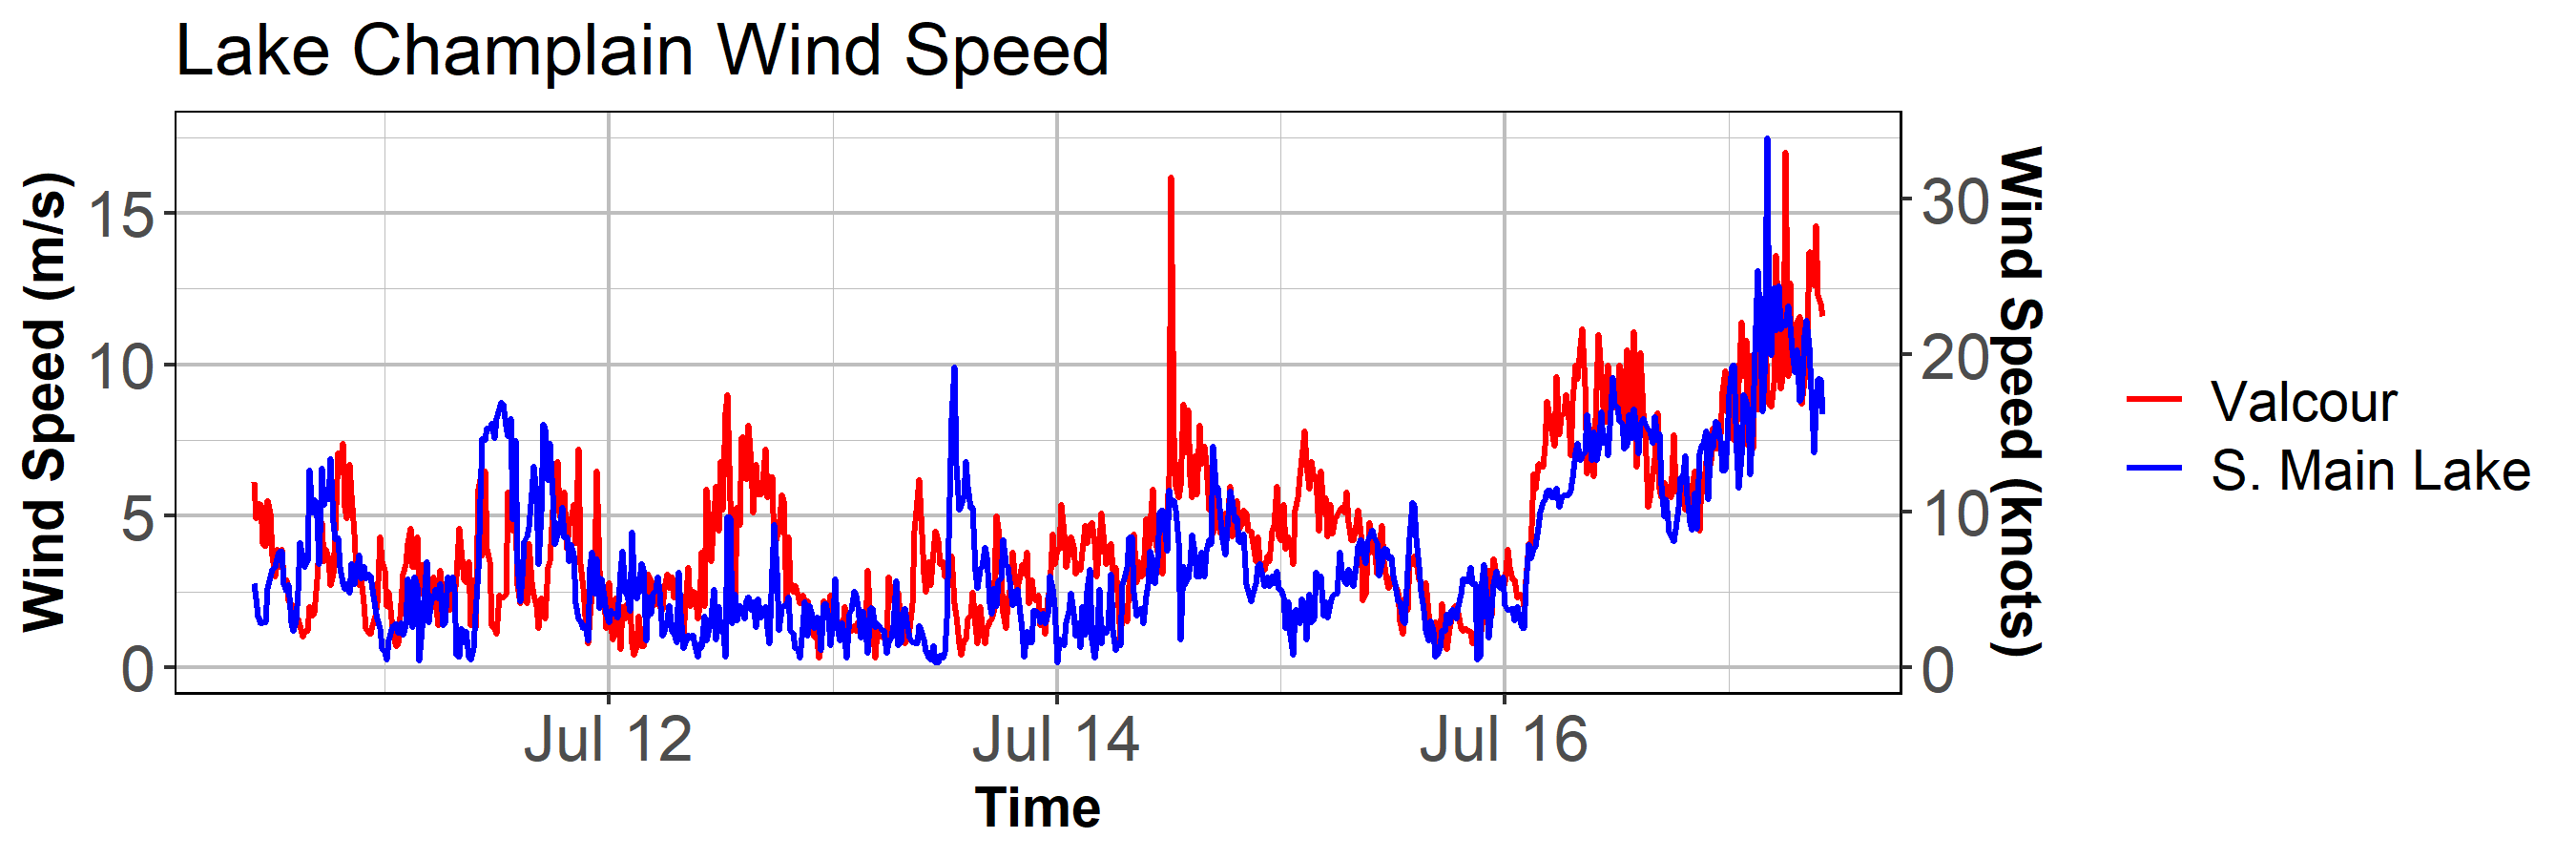 Lake Champlain Wind Speed
Wind Speed (m/s)
15
10
5
0
30
20
10
0
Wind Speed (knots)
Jul 12
Jul 14
Jul 16
Time
Valcour
S. Main Lake